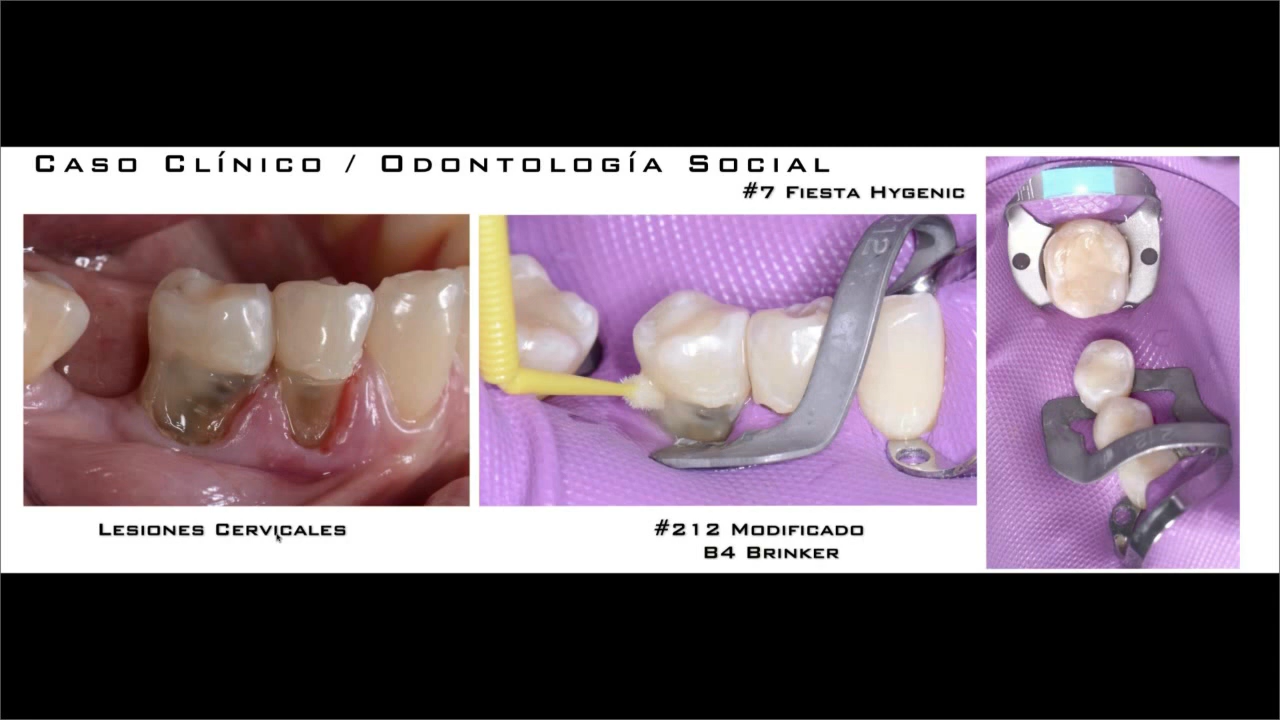 Caso Clínico / Odontología Social
#7 Fiesta Hygenic
Lesiones Cervicales
#212 Modificado
B4 Brinker